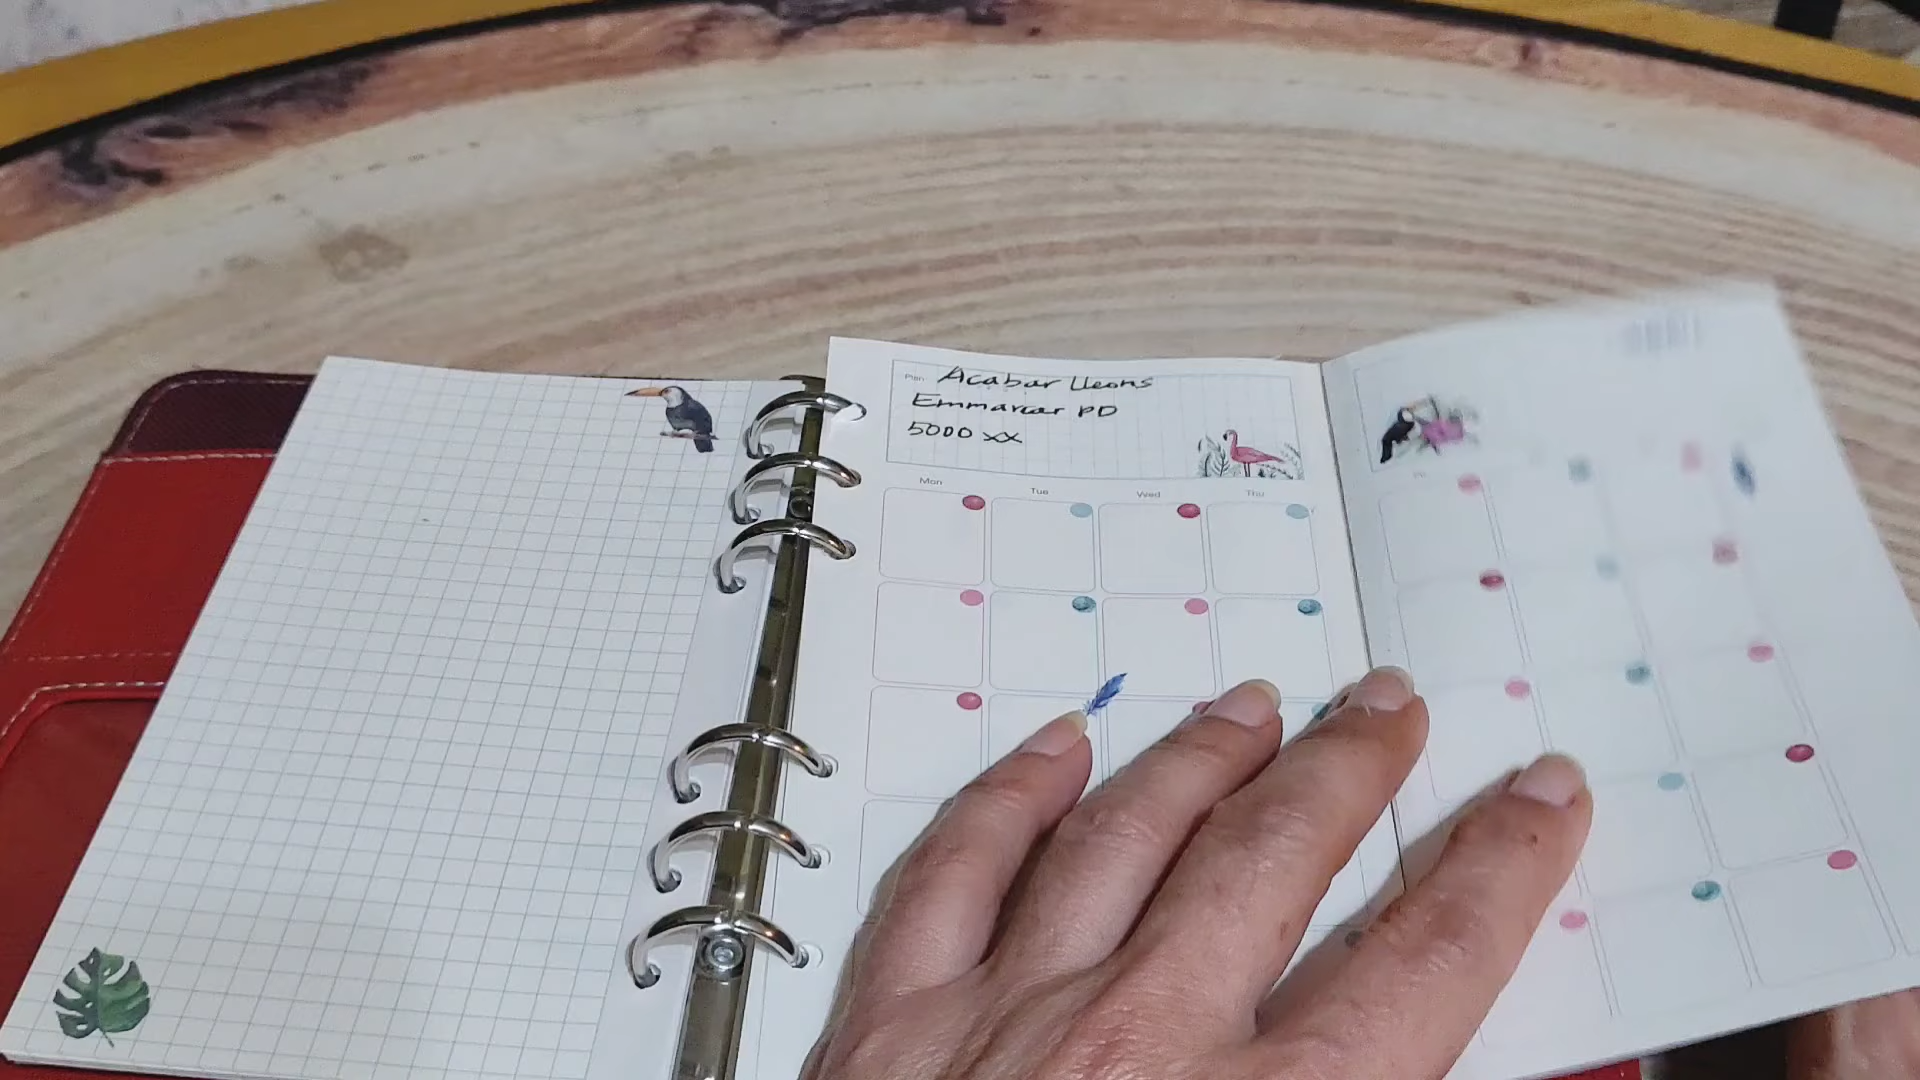 Plan
Acabar Lleons
Emmarcar PD
5000 xx
Mon Tue Wed Thu